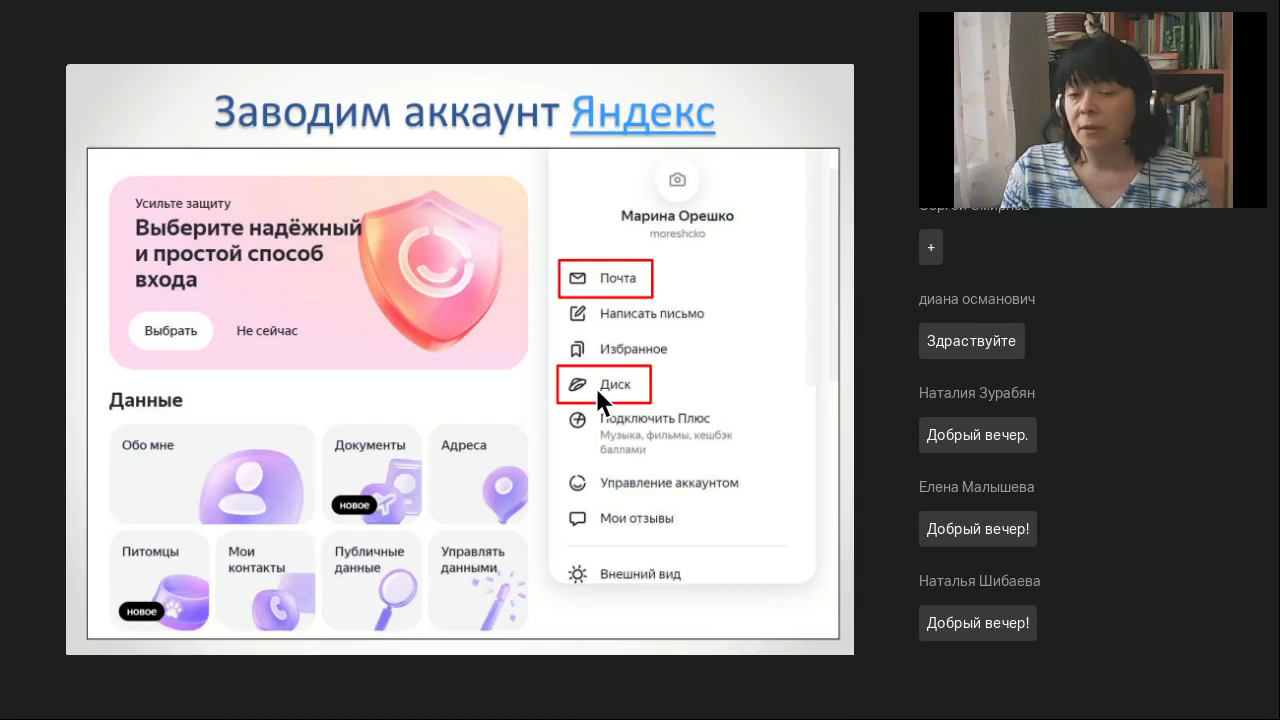 Заводим аккаунт Яндекс
Усильте защиту
Выберите надёжный
и простой способ
входа
Выбрать
Не сейчас
Данные
Обо мне
Документы
новое
Адреса
Питомцы
новое
Мои
контакты
Публичные
данные
Управлять
данными
Марина Орешко
moreshcko
Почта
Написать письмо
Избранное
Диск
Подключить Плюс
Музыка, фильмы, кешбэк
баллами
Управление аккаунтом
Мои отзывы
Внешний вид
+
диана османович
Здраствуйте
Наталия Зурабян
Добрый вечер.
Елена Малышева
Добрый вечер!
Наталья Шибаева
Добрый вечер!